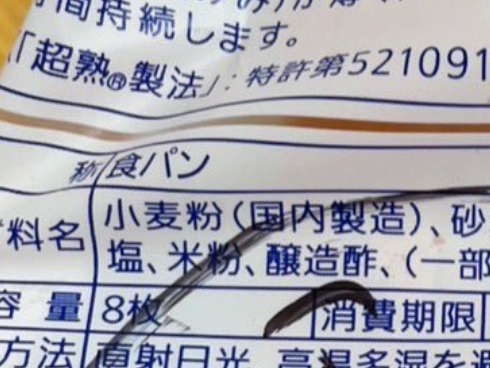 間持続します。
「超熟®製法」:特許第521091
称 食パン
料名 小麦粉(国内製造)、砂
塩、米粉、醸造酢、(一部
容量 8枚 消費期限
方法 直射日光、高温多湿を避